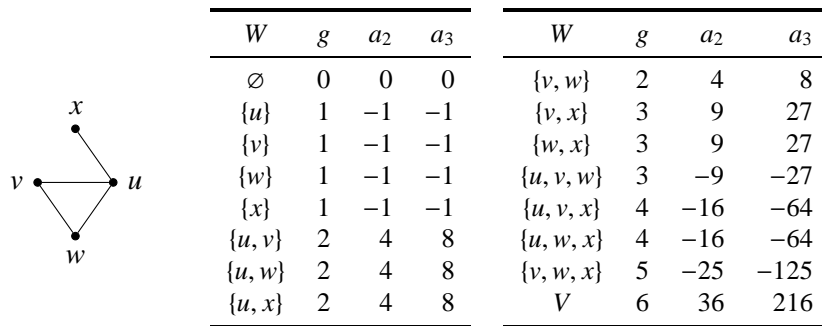 x
v
u
w
W g a₂ a₃
∅ 0 0 0
{u} 1 −1 −1
{v} 1 −1 −1
{w} 1 −1 −1
{x} 1 −1 −1
{u, v} 2 4 8
{u, w} 2 4 8
{u, x} 2 4 8
W g a₂ a₃
{v, w} 2 4 8
{v, x} 3 9 27
{w, x} 3 9 27
{u, v, w} 3 −9 −27
{u, v, x} 4 −16 −64
{u, w, x} 4 −16 −64
{v, w, x} 5 −25 −125
V 6 36 216